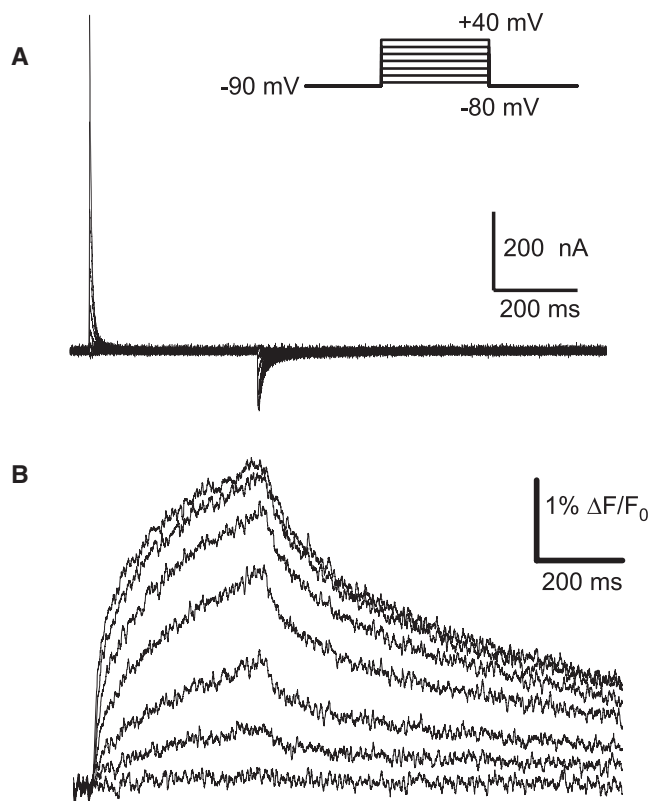 A
+40 mV
-90 mV
-80 mV
200 nA
200 ms
B
1% ΔF/F₀
200 ms